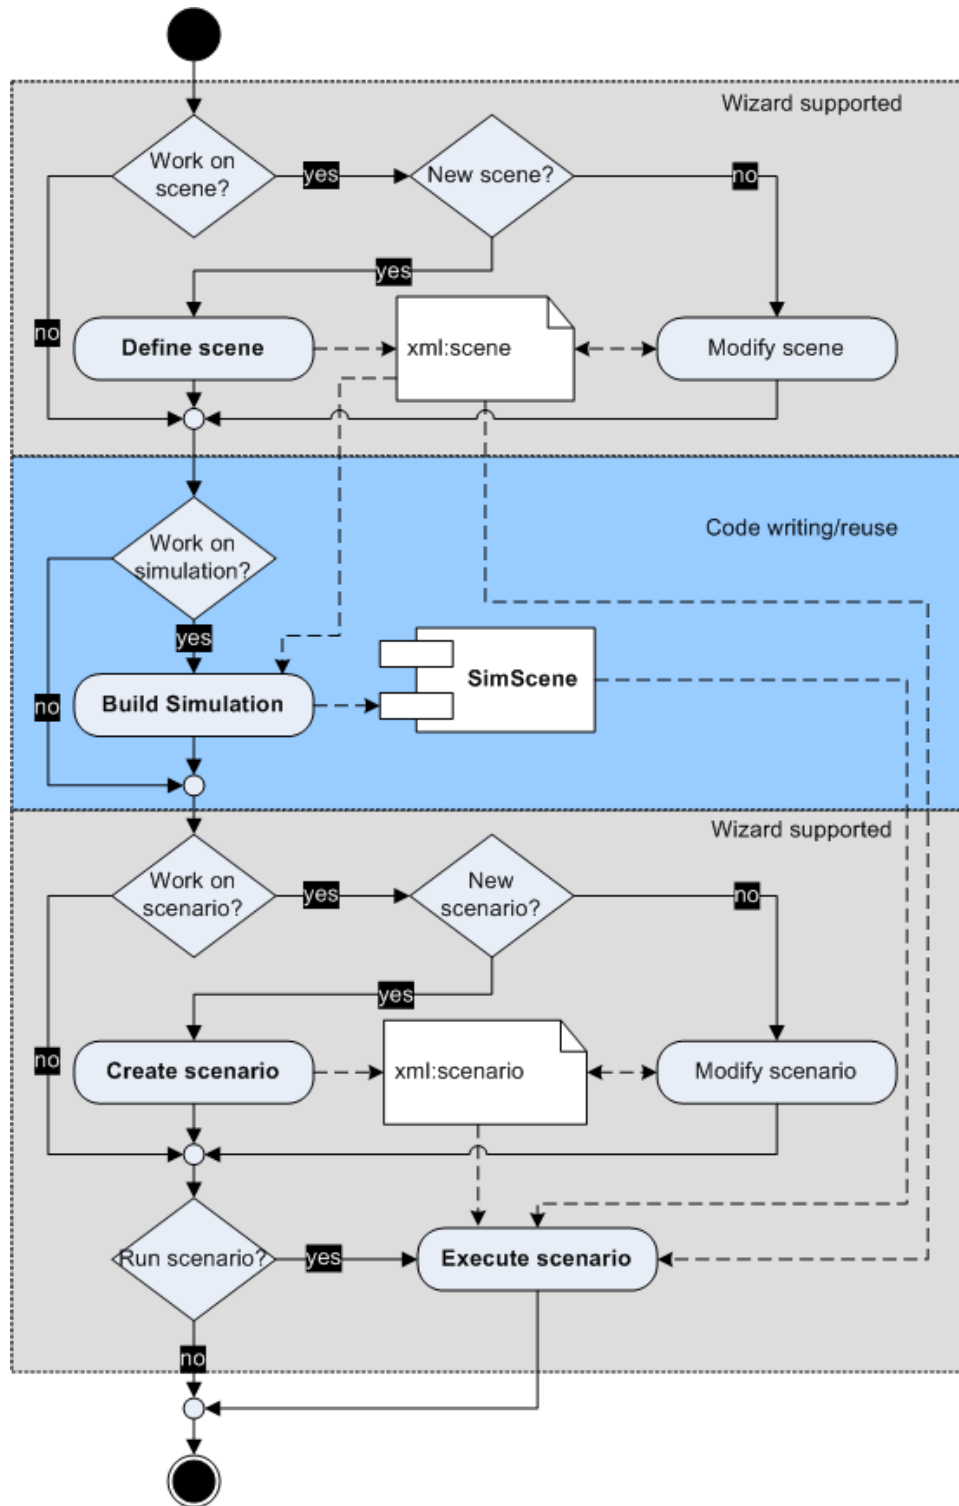 Wizard supported
Work on
scene?
yes
New scene?
no
yes
no
Define scene
xml:scene
Modify scene
Code writing/reuse
Work on
simulation?
yes
no
Build Simulation
SimScene
Wizard supported
Work on
scenario?
yes
New
scenario?
no
yes
no
Create scenario
xml:scenario
Modify scenario
Run scenario?
yes
Execute scenario
no